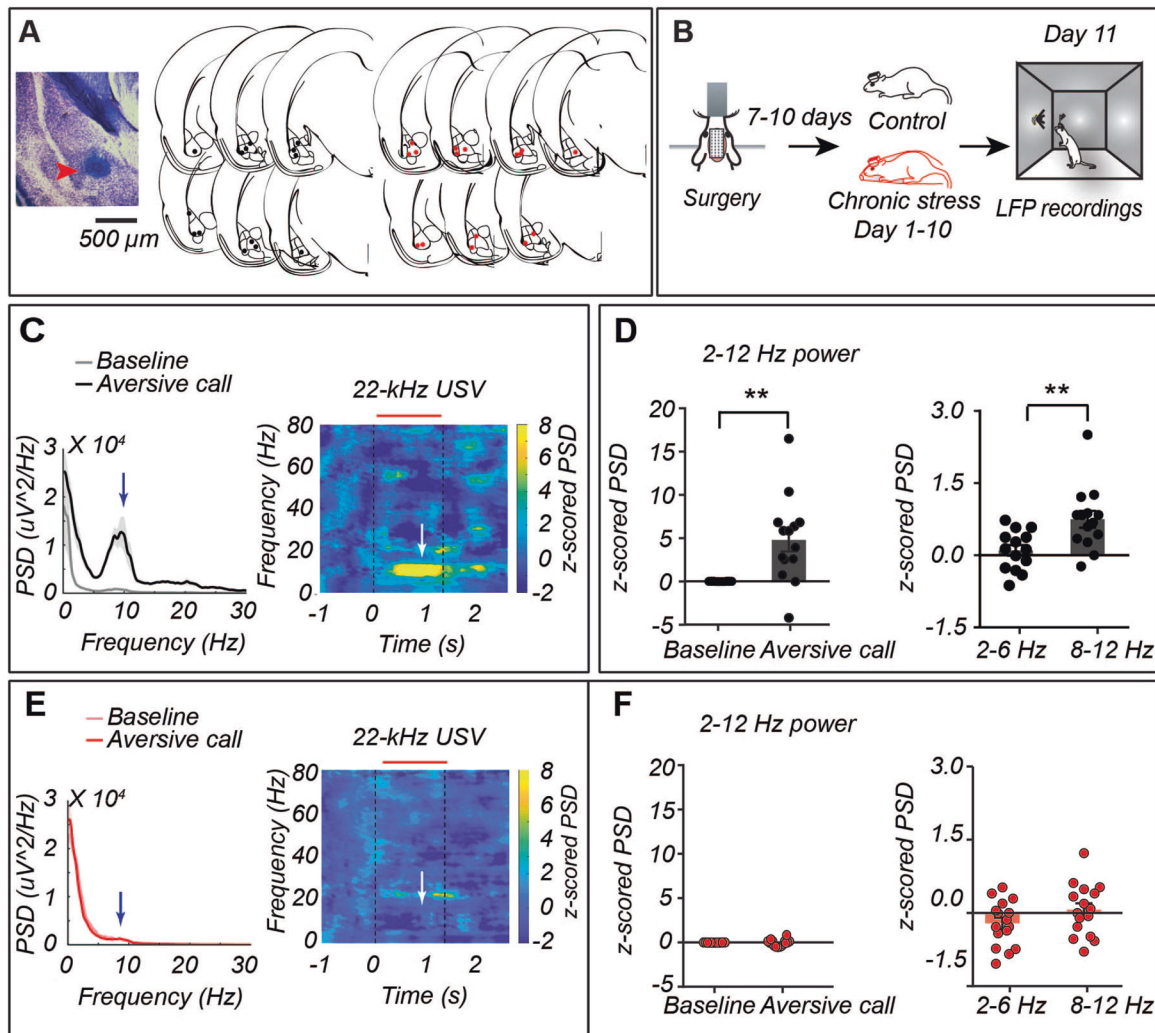 A
500 µm
B
Day 11
7-10 days
Control
Surgery
Chronic stress
Day 1-10
LFP recordings
C
Baseline
Aversive call
X 10^4
PSD (uV^2/Hz)
3
2
1
0
0 10 20 30
Frequency (Hz)
22-kHz USV
Frequency (Hz)
80
60
40
20
0
-1 0 1 2
Time (s)
8
6
4
2
0
-2
z-scored PSD
D
2-12 Hz power
z-scored PSD
20
15
10
5
0
-5
**
Baseline Aversive call
z-scored PSD
3.0
1.5
0.0
-1.5
**
2-6 Hz 8-12 Hz
E
Baseline
Aversive call
X 10^4
PSD (uV^2/Hz)
3
2
1
0
0 10 20 30
Frequency (Hz)
22-kHz USV
Frequency (Hz)
80
60
40
20
0
-1 0 1 2
Time (s)
8
6
4
2
0
-2
z-scored PSD
F
2-12 Hz power
z-scored PSD
20
15
10
5
0
-5
Baseline Aversive call
z-scored PSD
3.0
1.5
0.0
-1.5
2-6 Hz 8-12 Hz